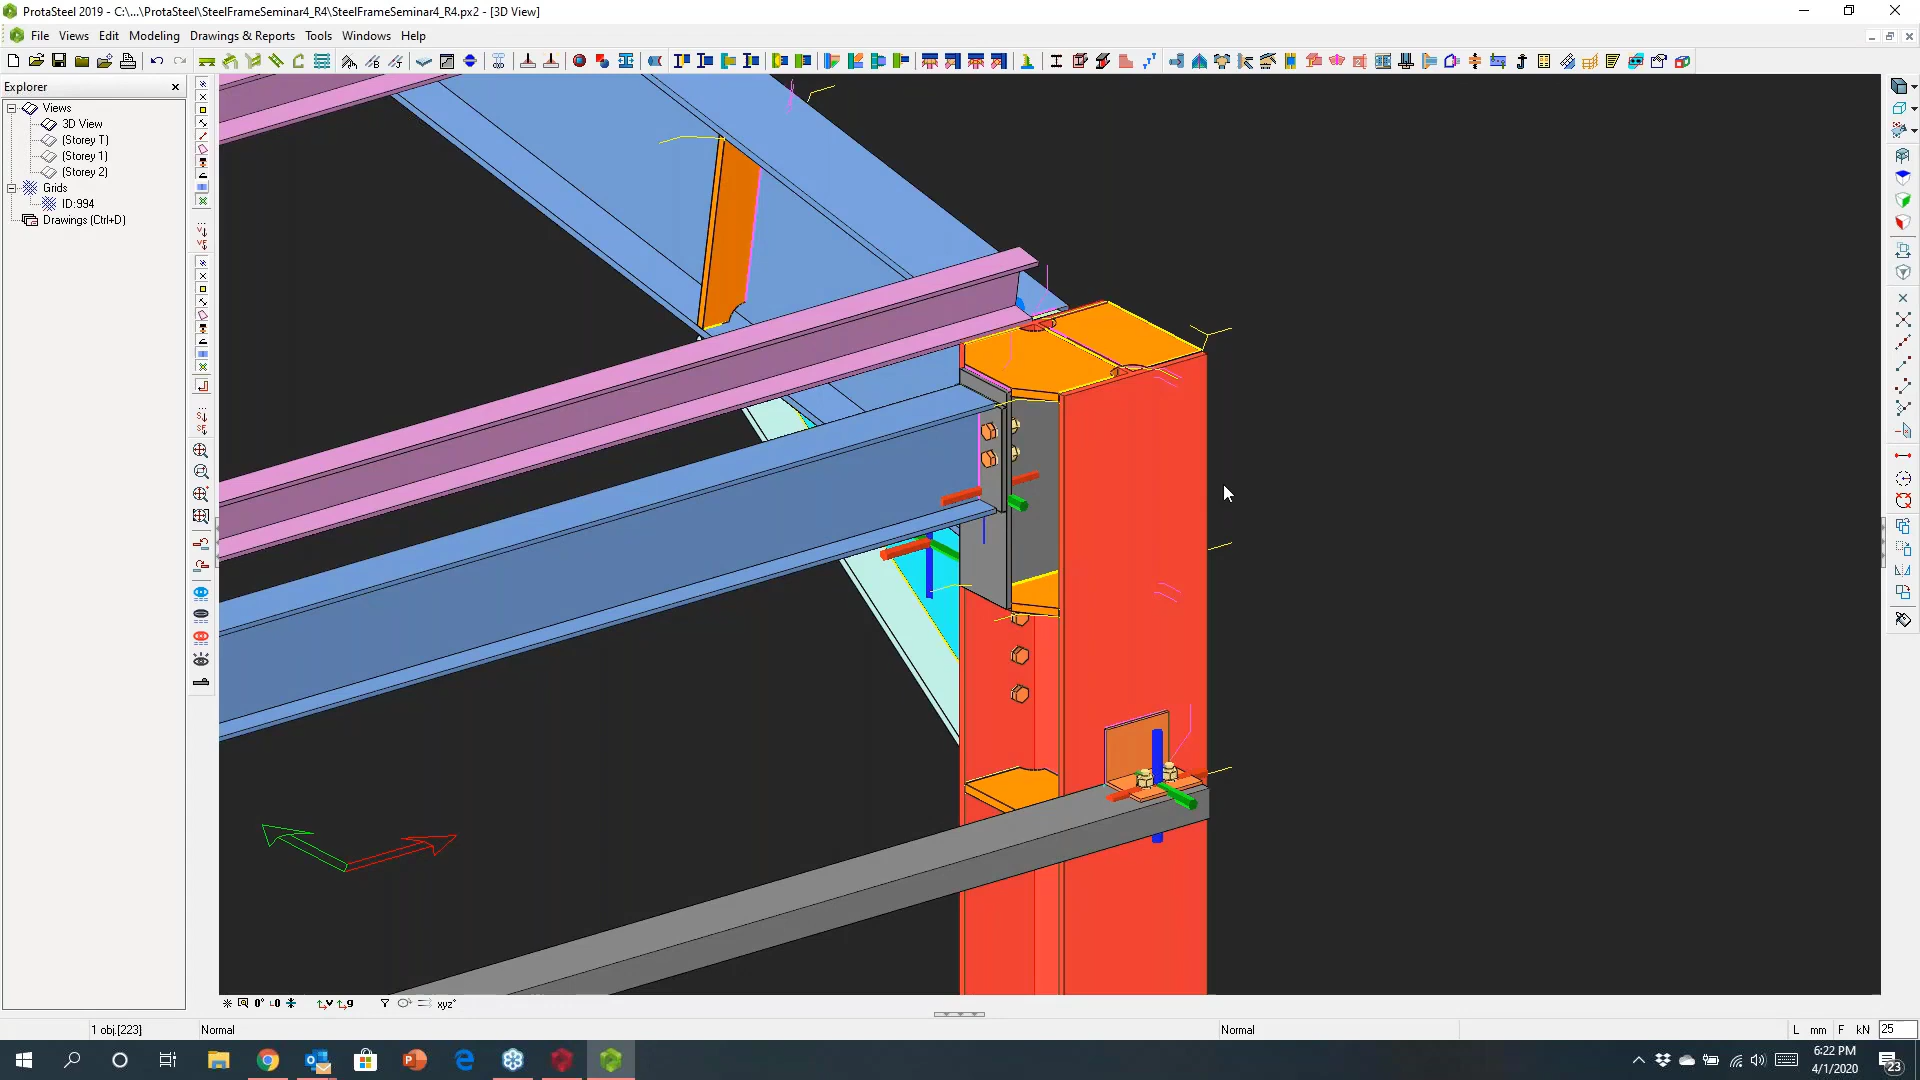 ProtaSteel 2019 - C:\...\ProtaSteel\SteelFrameSeminar4_R4\SteelFrameSeminar4_R4.px2 - [3D View]
File Views Edit Modeling Drawings & Reports Tools Windows Help
Explorer
Views
3D View
(Storey T)
(Storey 1)
(Storey 2)
Grids
ID:994
Drawings (Ctrl+D)
xyz
1 obj.[223] Normal Normal L mm F kN 25
6:22 PM
4/1/2020
23